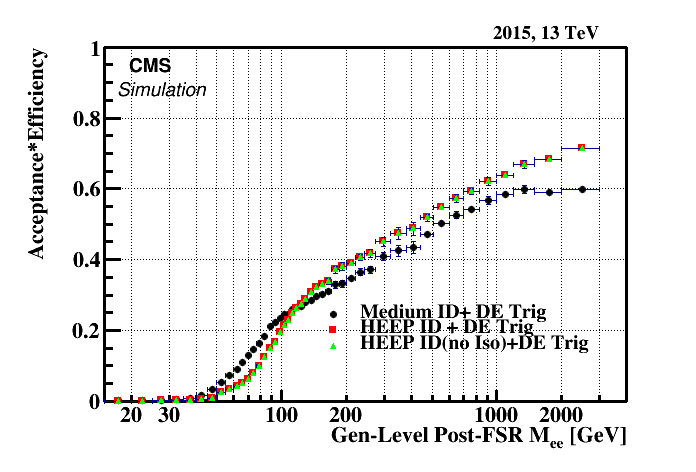 2015, 13 TeV
Acceptance*Efficiency
1
CMS
Simulation
0.8
0.6
0.4
0.2
0
Medium ID+ DE Trig
HEEP ID + DE Trig
HEEP ID(no Iso)+DE Trig
20 30 100 200 1000 2000
Gen-Level Post-FSR Mee [GeV]